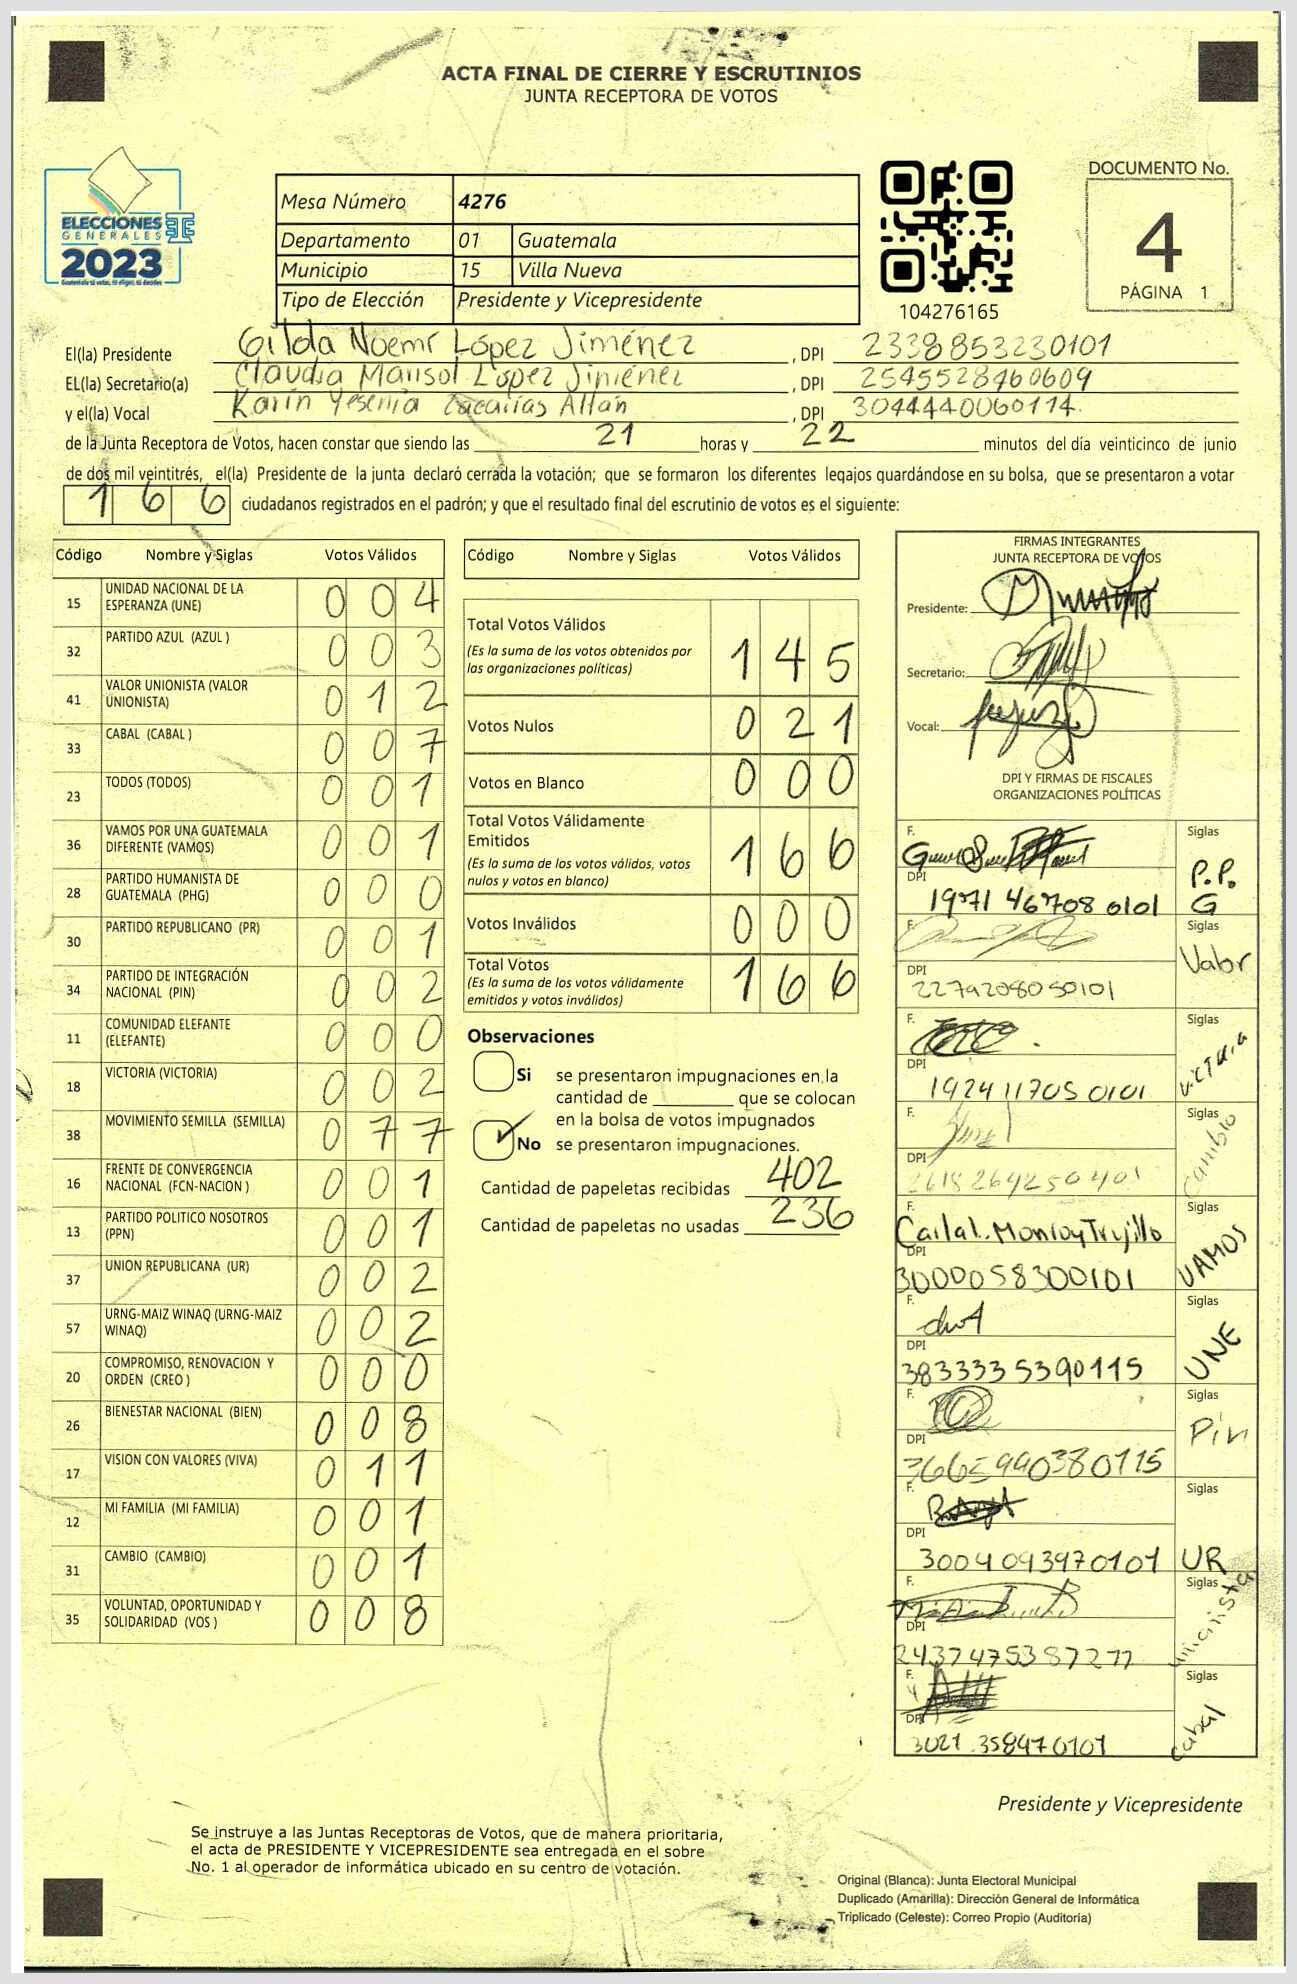 ACTA FINAL DE CIERRE Y ESCRUTINIOS
JUNTA RECEPTORA DE VOTOS
DOCUMENTO No.
4
PÁGINA 1
ELECCIONES
GENERALES
2023
Mesa Número 4276
Departamento 01 Guatemala
Municipio 15 Villa Nueva
Tipo de Elección Presidente y Vicepresidente
104276165
El(la) Presidente Gilda Noemí López Jiménez , DPI 2338853230101
EL(la) Secretario(a) Claudia Marisol López Jiménez , DPI 2545528460609
y el(la) Vocal Karin Yesenia Zacarías Altán , DPI 3044440060114
de la Junta Receptora de Votos, hacen constar que siendo las 21 horas y 22 minutos del día veinticinco de junio
de dos mil veintitrés, el(la) Presidente de la junta declaró cerrada la votación; que se formaron los diferentes legajos guardándose en su bolsa, que se presentaron a votar
166 ciudadanos registrados en el padrón; y que el resultado final del escrutinio de votos es el siguiente:
Código Nombre y Siglas Votos Válidos
15 UNIDAD NACIONAL DE LA ESPERANZA (UNE) 004
32 PARTIDO AZUL (AZUL ) 003
41 VALOR UNIONISTA (VALOR UNIONISTA) 012
33 CABAL (CABAL ) 007
23 TODOS (TODOS) 001
36 VAMOS POR UNA GUATEMALA DIFERENTE (VAMOS) 001
28 PARTIDO HUMANISTA DE GUATEMALA (PHG) 000
30 PARTIDO REPUBLICANO (PR) 001
34 PARTIDO DE INTEGRACIÓN NACIONAL (PIN) 002
11 COMUNIDAD ELEFANTE (ELEFANTE) 000
18 VICTORIA (VICTORIA) 002
38 MOVIMIENTO SEMILLA (SEMILLA) 077
16 FRENTE DE CONVERGENCIA NACIONAL (FCN-NACION ) 001
13 PARTIDO POLITICO NOSOTROS (PPN) 001
37 UNION REPUBLICANA (UR) 002
57 URNG-MAIZ WINAQ (URNG-MAIZ WINAQ) 002
20 COMPROMISO, RENOVACION Y ORDEN (CREO ) 000
26 BIENESTAR NACIONAL (BIEN) 008
17 VISION CON VALORES (VIVA) 011
12 MI FAMILIA (MI FAMILIA) 001
31 CAMBIO (CAMBIO) 001
35 VOLUNTAD, OPORTUNIDAD Y SOLIDARIDAD (VOS ) 008
Código Nombre y Siglas Votos Válidos
Total Votos Válidos 145
(Es la suma de los votos obtenidos por
las organizaciones políticas)
Votos Nulos 021
Votos en Blanco 000
Total Votos Válidamente
Emitidos 166
(Es la suma de los votos válidos, votos
nulos y votos en blanco)
Votos Inválidos 000
Total Votos 166
(Es la suma de los votos válidamente
emitidos y votos inválidos)
Observaciones
Si se presentaron impugnaciones en la
cantidad de que se colocan
en la bolsa de votos impugnados
No se presentaron impugnaciones.
Cantidad de papeletas recibidas 402
Cantidad de papeletas no usadas 236
FIRMAS INTEGRANTES
JUNTA RECEPTORA DE VOTOS
Presidente:
Secretario:
Vocal:
DPI Y FIRMAS DE FISCALES
ORGANIZACIONES POLÍTICAS
F. Siglas P.P.G
DPI 1971 46708 0101
F. Siglas Valor
DPI 2279208050101
F. Siglas Victoria
DPI 1924117050101
F. Siglas Cambio
DPI 2618264250401
F. Carlal. Monroy Trujillo Siglas VAMOS
DPI 3000058300101
F. Siglas UNE
DPI 3833335390115
F. Siglas Pin
DPI 3665990380115
F. Siglas UR
DPI 3004093970101
F. Siglas unionista
DPI
F. Siglas cabal
DPI 3021 358970101
Presidente y Vicepresidente
Se instruye a las Juntas Receptoras de Votos, que de manera prioritaria,
el acta de PRESIDENTE Y VICEPRESIDENTE sea entregada en el sobre
No. 1 al operador de informática ubicado en su centro de votación.
Original (Blanca): Junta Electoral Municipal
Duplicado (Amarilla): Dirección General de Informática
Triplicado (Celeste): Correo Propio (Auditoría)